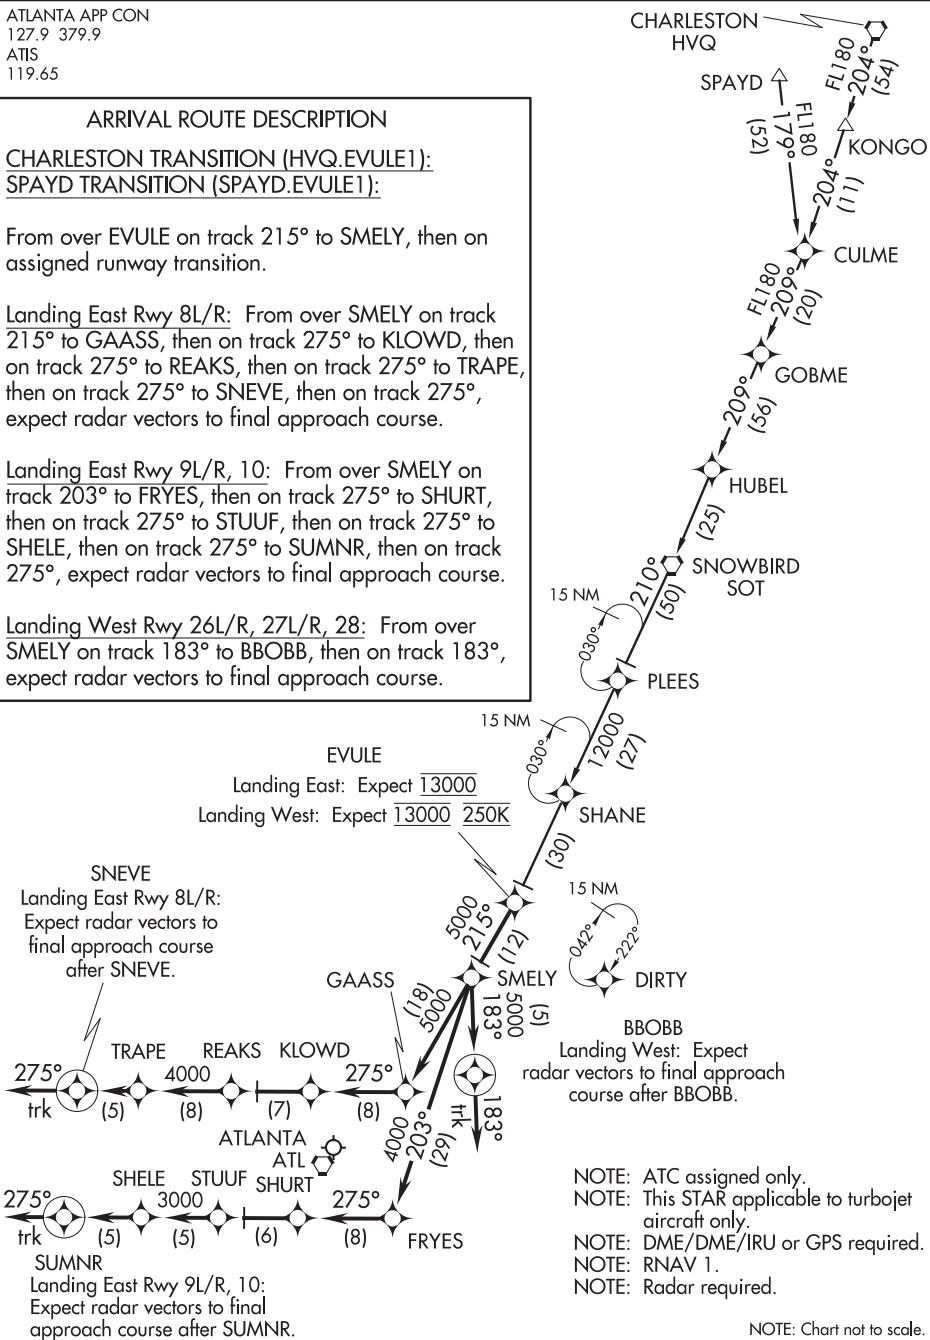 ATLANTA APP CON
127.9 379.9
ATIS
119.65
ARRIVAL ROUTE DESCRIPTION
CHARLESTON TRANSITION (HVQ.EVULE1):
SPAYD TRANSITION (SPAYD.EVULE1):
From over EVULE on track 215° to SMELY, then on
assigned runway transition.
Landing East Rwy 8L/R: From over SMELY on track
215° to GAASS, then on track 275° to KLOWD, then
on track 275° to REAKS, then on track 275° to TRAPE,
then on track 275° to SNEVE, then on track 275°,
expect radar vectors to final approach course.
Landing East Rwy 9L/R, 10: From over SMELY on
track 203° to FRYES, then on track 275° to SHURT,
then on track 275° to STUUF, then on track 275° to
SHELE, then on track 275° to SUMNR, then on track
275°, expect radar vectors to final approach course.
Landing West Rwy 26L/R, 27L/R, 28: From over
SMELY on track 183° to BBOBB, then on track 183°,
expect radar vectors to final approach course.
CHARLESTON
HVQ
FL180
204°
(54)
SPAYD
FL180
179°
(52)
KONGO
204°
(11)
CULME
FL180
209°
(20)
GOBME
209°
(56)
HUBEL
(25)
SNOWBIRD
SOT
210°
(50)
15 NM
030°
PLEES
12000
(27)
15 NM
030°
SHANE
(30)
EVULE
Landing East: Expect 13000
Landing West: Expect 13000 250K
5000
215°
(12)
15 NM
042°
222°
DIRTY
SMELY
(18)
5000
5000
183°
(5)
GAASS
BBOBB
Landing West: Expect
radar vectors to final approach
course after BBOBB.
trk
183°
4000
203°
(29)
SNEVE
Landing East Rwy 8L/R:
Expect radar vectors to
final approach course
after SNEVE.
TRAPE
REAKS
KLOWD
275°
trk
(5)
4000
(8)
(7)
275°
(8)
ATLANTA
ATL
SHELE
STUUF
SHURT
275°
trk
(5)
3000
(5)
(6)
275°
(8)
FRYES
SUMNR
Landing East Rwy 9L/R, 10:
Expect radar vectors to final
approach course after SUMNR.
NOTE: ATC assigned only.
NOTE: This STAR applicable to turbojet
aircraft only.
NOTE: DME/DME/IRU or GPS required.
NOTE: RNAV 1.
NOTE: Radar required.
NOTE: Chart not to scale.